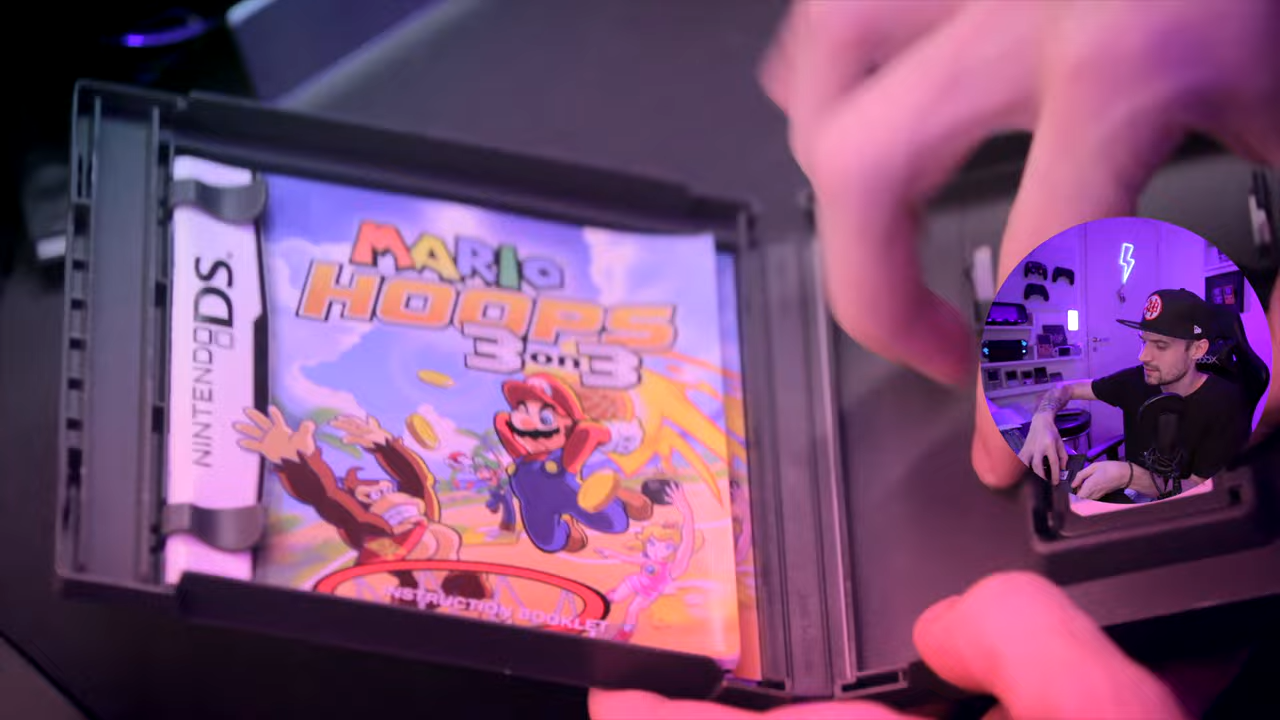 NINTENDO DS
MARIO
HOOPS
3 on 3
INSTRUCTION BOOKLET